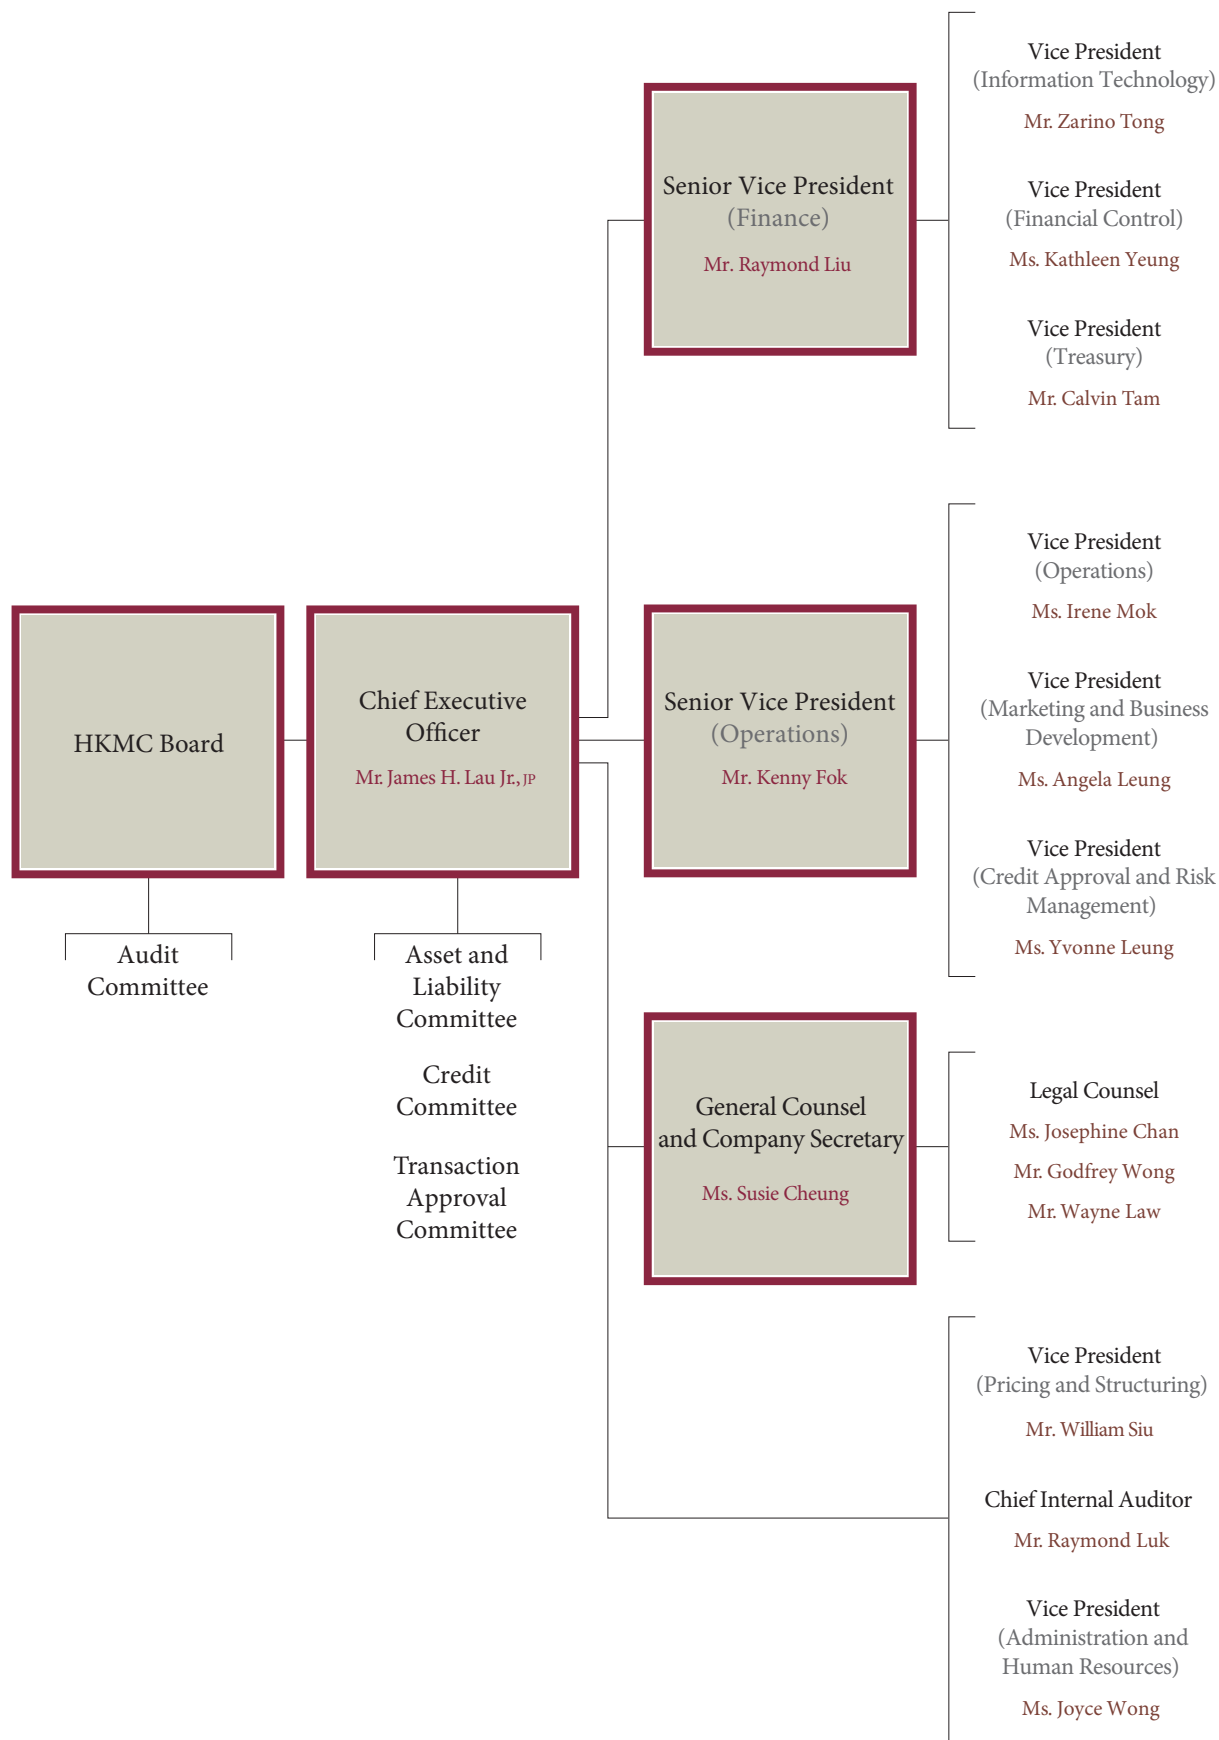 HKMC Board
Audit
Committee
Chief Executive
Officer
Mr. James H. Lau Jr., JP
Asset and
Liability
Committee
Credit
Committee
Transaction
Approval
Committee
Senior Vice President
(Finance)
Mr. Raymond Liu
Vice President
(Information Technology)
Mr. Zarino Tong
Vice President
(Financial Control)
Ms. Kathleen Yeung
Vice President
(Treasury)
Mr. Calvin Tam
Senior Vice President
(Operations)
Mr. Kenny Fok
Vice President
(Operations)
Ms. Irene Mok
Vice President
(Marketing and Business
Development)
Ms. Angela Leung
Vice President
(Credit Approval and Risk
Management)
Ms. Yvonne Leung
General Counsel
and Company Secretary
Ms. Susie Cheung
Legal Counsel
Ms. Josephine Chan
Mr. Godfrey Wong
Mr. Wayne Law
Vice President
(Pricing and Structuring)
Mr. William Siu
Chief Internal Auditor
Mr. Raymond Luk
Vice President
(Administration and
Human Resources)
Ms. Joyce Wong